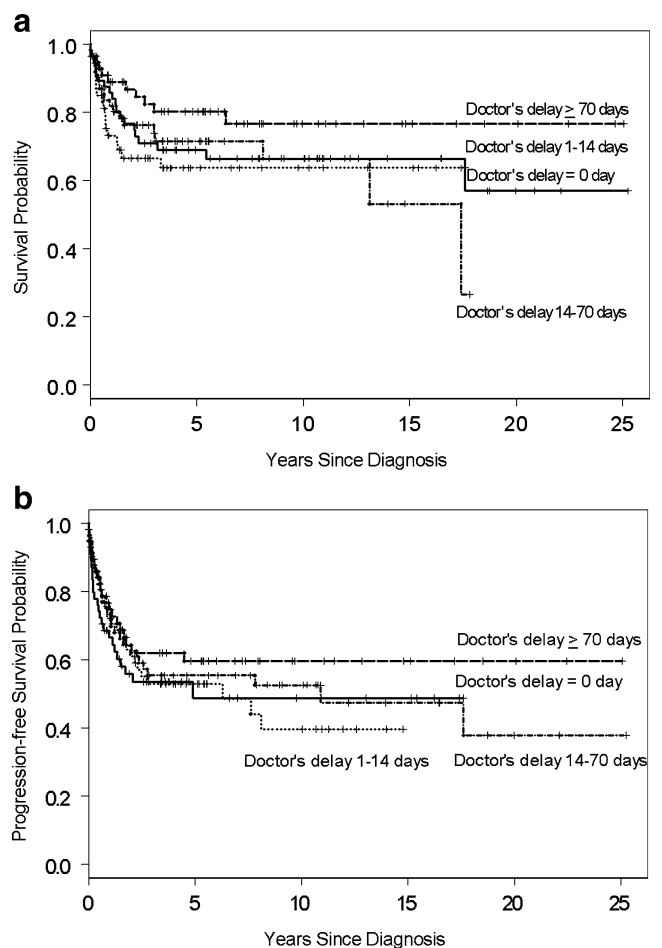 a
Survival Probability
1.0
0.8
0.6
0.4
0.2
0.0
Doctor's delay ≥ 70 days
Doctor's delay 1-14 days
Doctor's delay = 0 day
Doctor's delay 14-70 days
0 5 10 15 20 25
Years Since Diagnosis
b
Progression-free Survival Probability
1.0
0.8
0.6
0.4
0.2
0.0
Doctor's delay ≥ 70 days
Doctor's delay = 0 day
Doctor's delay 1-14 days Doctor's delay 14-70 days
0 5 10 15 20 25
Years Since Diagnosis